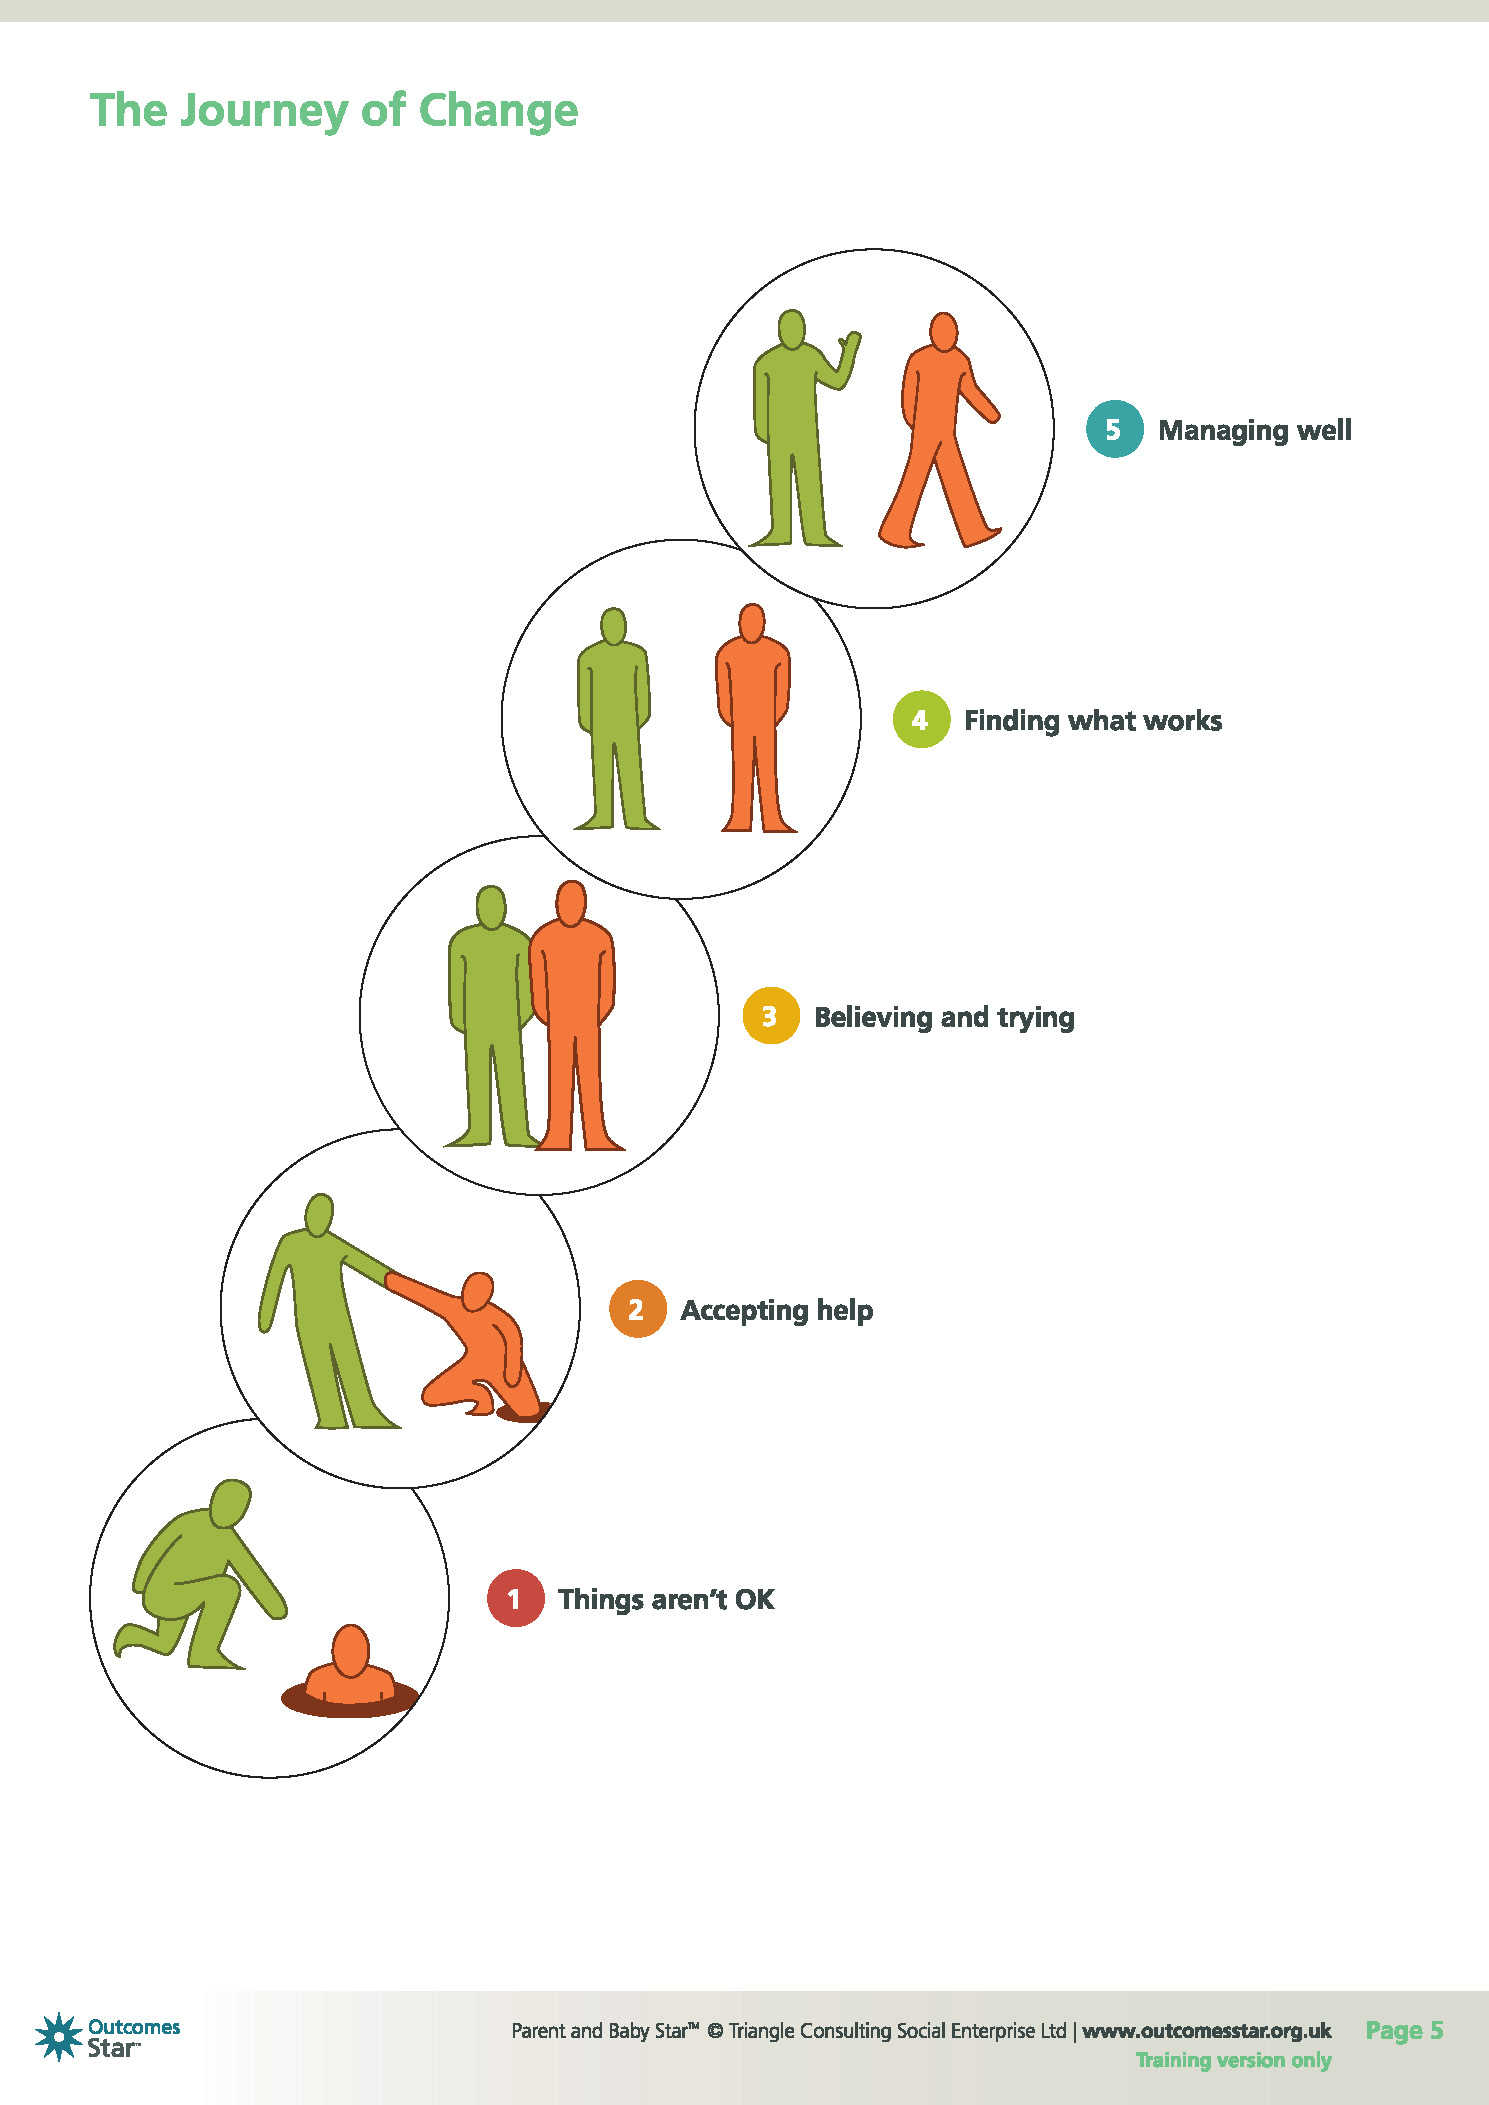 The Journey of Change
5 Managing well
4 Finding what works
3 Believing and trying
2 Accepting help
1 Things aren't OK
Outcomes
Star™
Parent and Baby Star™ © Triangle Consulting Social Enterprise Ltd | www.outcomesstar.org.uk Page 5
Training version only